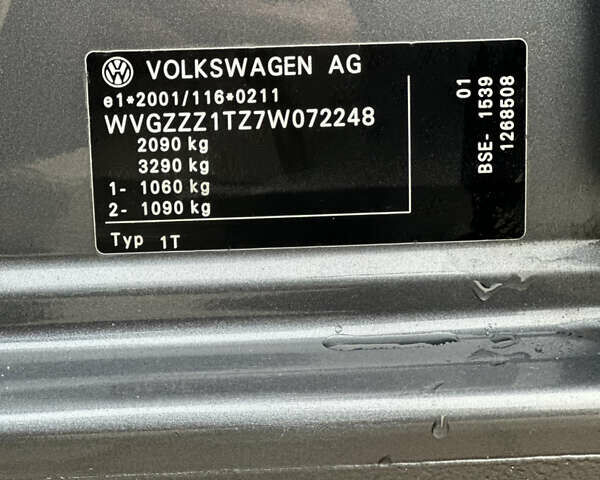 VOLKSWAGEN AG
e1*2001/116*0211
WVGZZZ1TZ7W072248
2090 kg
3290 kg
1- 1060 kg
2- 1090 kg
Typ 1T
01
BSE- 1539
1268508